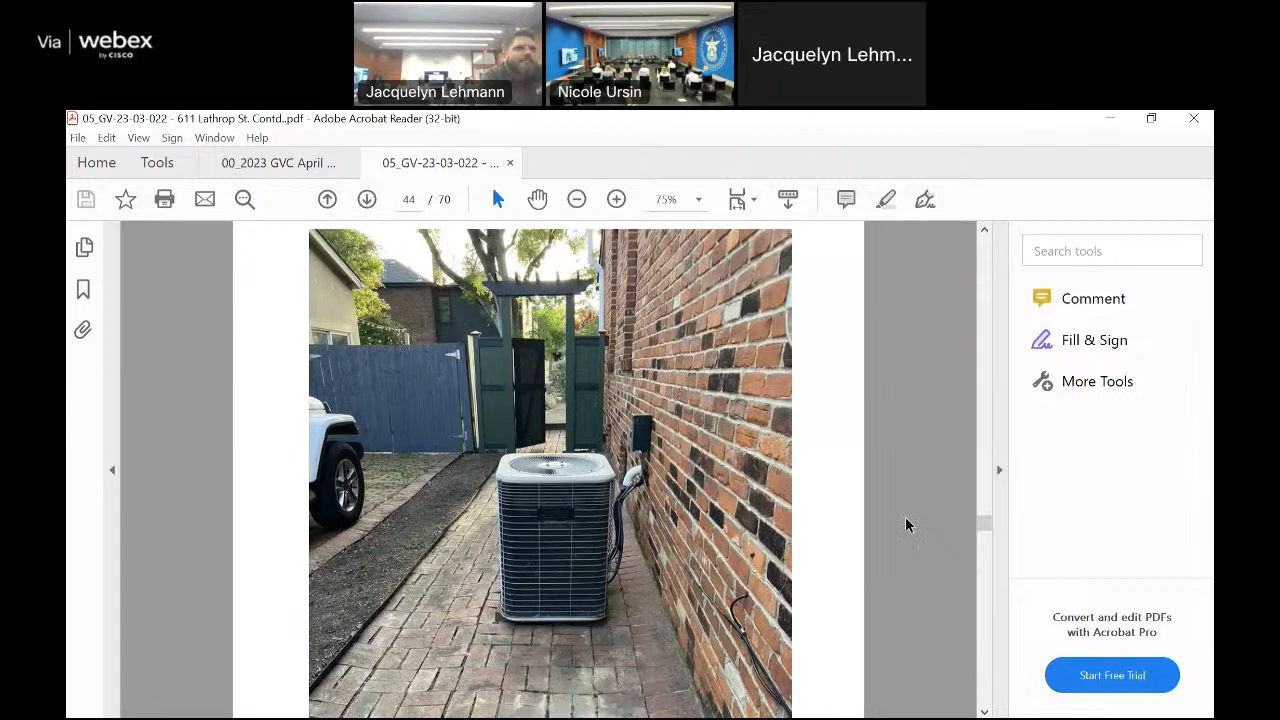 Via | webex
by CISCO
Jacquelyn Lehmann
Nicole Ursin
Jacquelyn Lehm...
05_GV-23-03-022 - 611 Lathrop St. Contd..pdf - Adobe Acrobat Reader (32-bit)
File Edit View Sign Window Help
Home Tools 00_2023 GVC April ... 05_GV-23-03-022 - ...
44 / 70 75%
Search tools
Comment
Fill & Sign
More Tools
Convert and edit PDFs
with Acrobat Pro
Start Free Trial